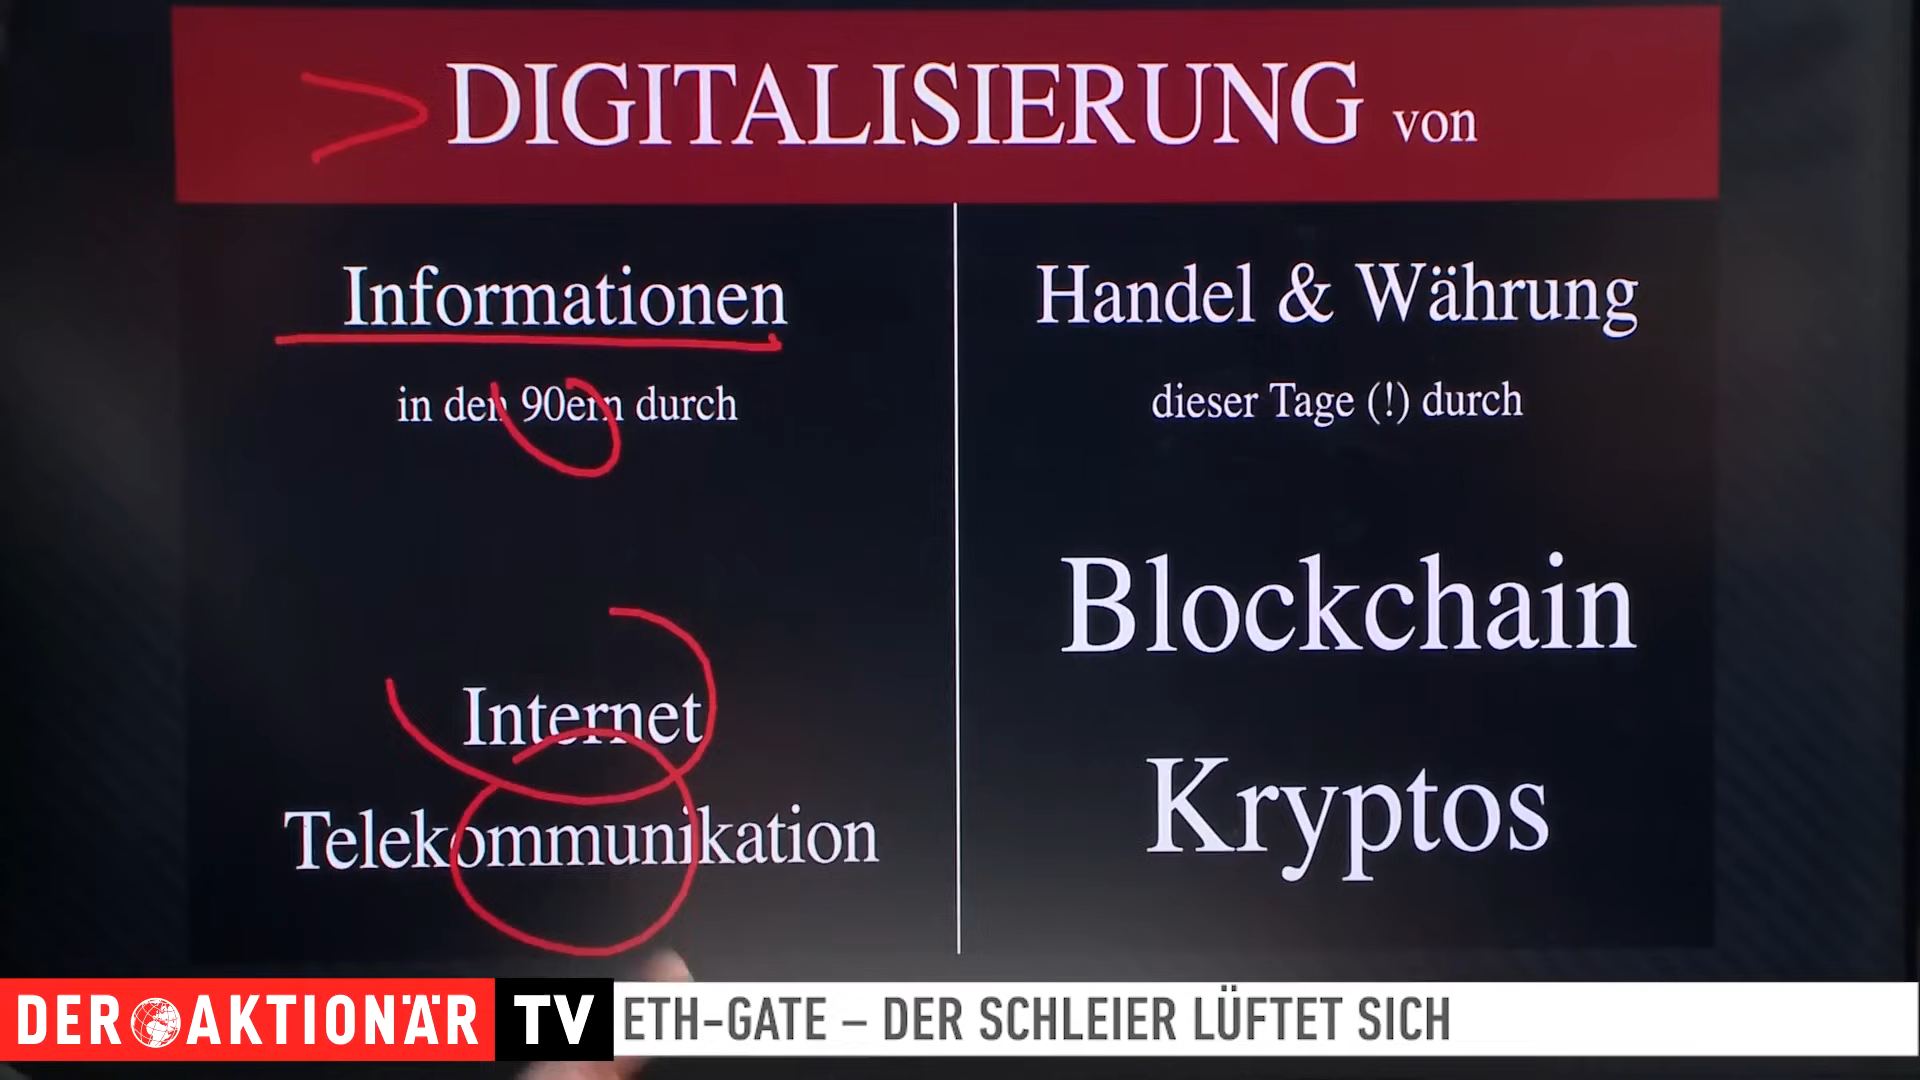 DIGITALISIERUNG von
Informationen
in den 90ern durch
Internet
Telekommunikation
Handel & Währung
dieser Tage (!) durch
Blockchain
Kryptos
DER AKTIONÄR TV
ETH-GATE – DER SCHLEIER LÜFTET SICH